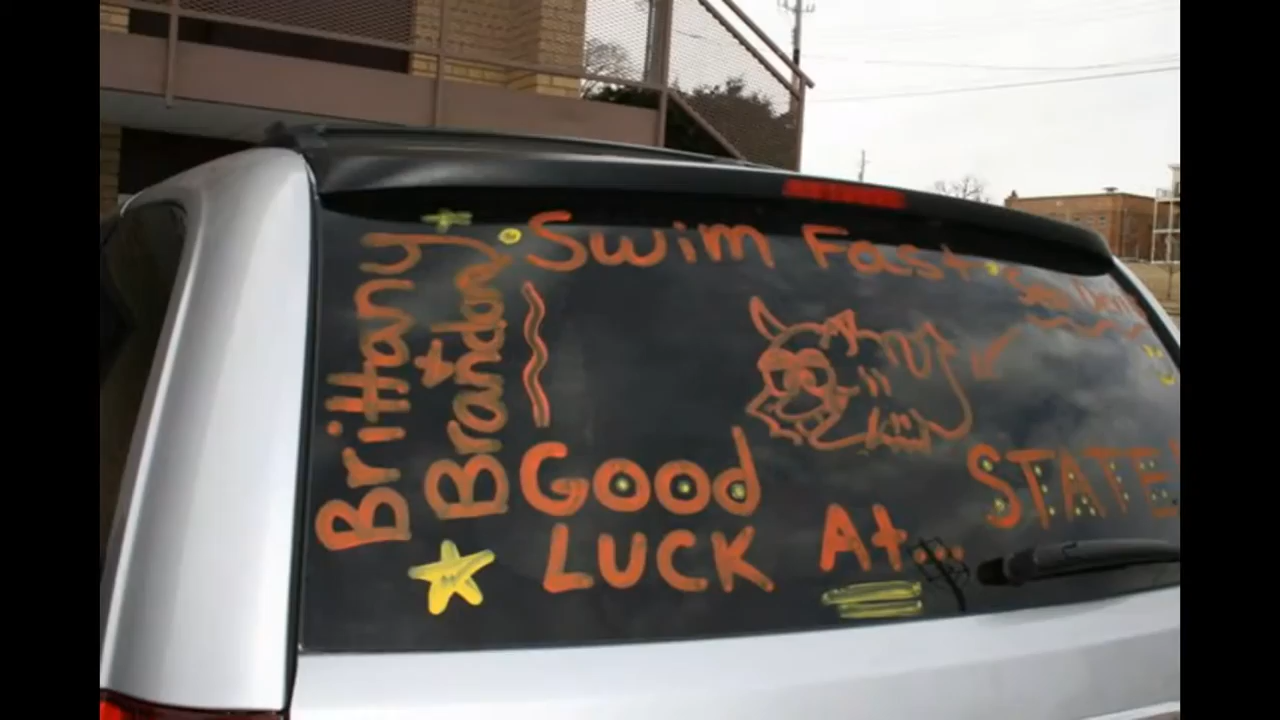 Brittany
+ Brandon
Swim Fast
Good
LUCK At...
STATE!